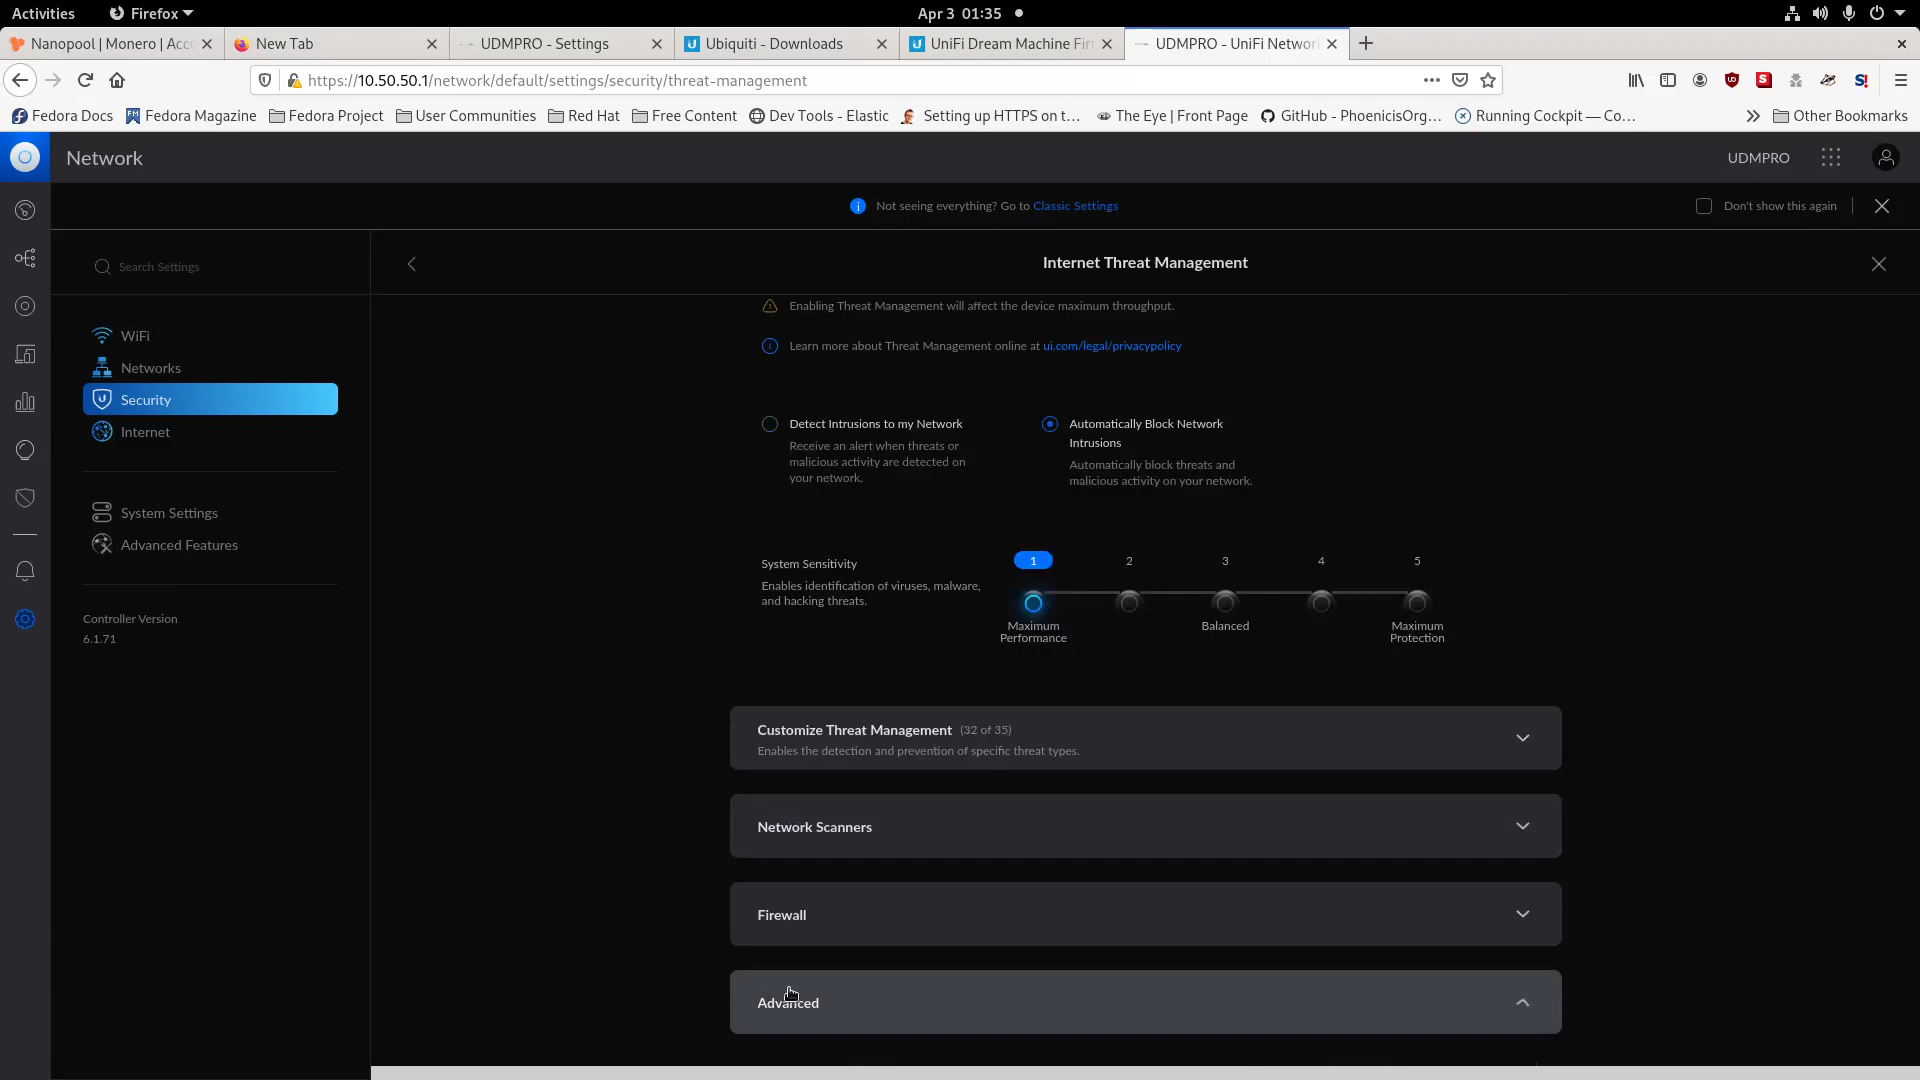 Activities
Firefox
Apr 3 01:35
Nanopool | Monero | Acc
New Tab
UDMPRO - Settings
Ubiquiti - Downloads
UniFi Dream Machine Fir
UDMPRO - UniFi Networ
https://10.50.50.1/network/default/settings/security/threat-management
Fedora Docs
Fedora Magazine
Fedora Project
User Communities
Red Hat
Free Content
Dev Tools - Elastic
Setting up HTTPS on t...
The Eye | Front Page
GitHub - PhoenicisOrg...
Running Cockpit — Co...
Other Bookmarks
Network
UDMPRO
Not seeing everything? Go to Classic Settings
Don't show this again
Search Settings
Internet Threat Management
WiFi
Networks
Security
Internet
System Settings
Advanced Features
Controller Version
6.1.71
Enabling Threat Management will affect the device maximum throughput.
Learn more about Threat Management online at ui.com/legal/privacypolicy
Detect Intrusions to my Network
Receive an alert when threats or
malicious activity are detected on
your network.
Automatically Block Network
Intrusions
Automatically block threats and
malicious activity on your network.
System Sensitivity
Enables identification of viruses, malware,
and hacking threats.
1 2 3 4 5
Maximum
Performance
Balanced
Maximum
Protection
Customize Threat Management (32 of 35)
Enables the detection and prevention of specific threat types.
Network Scanners
Firewall
Advanced